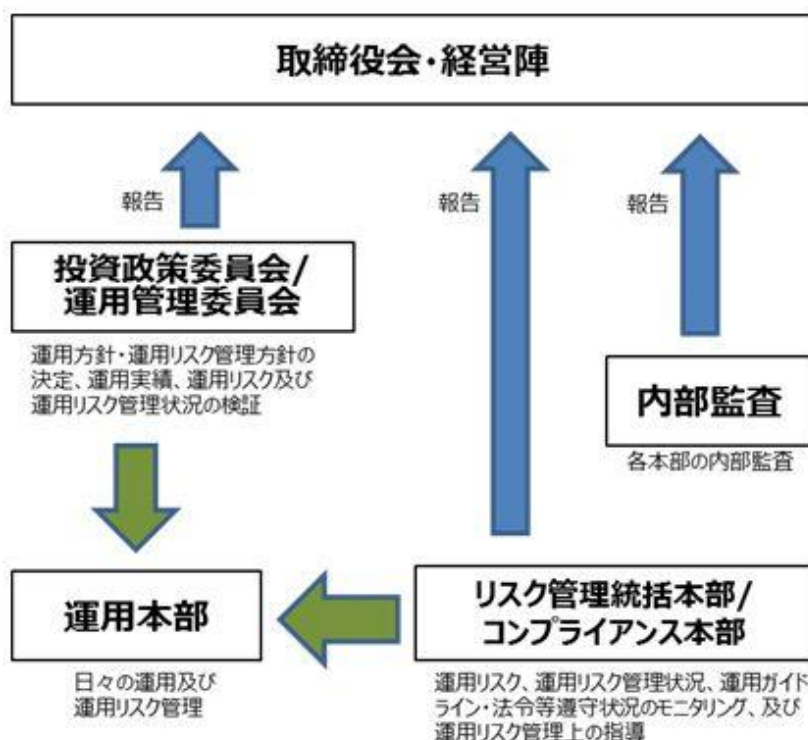 取締役会・経営陣
報告
報告
報告
投資政策委員会/
運用管理委員会
運用方針・運用リスク管理方針の
決定、運用実績、運用リスク及び
運用リスク管理状況の検証
内部監査
各本部の内部監査
運用本部
日々の運用及び
運用リスク管理
リスク管理統括本部/
コンプライアンス本部
運用リスク、運用リスク管理状況、運用ガイド
ライン・法令等遵守状況のモニタリング、及び
運用リスク管理上の指導